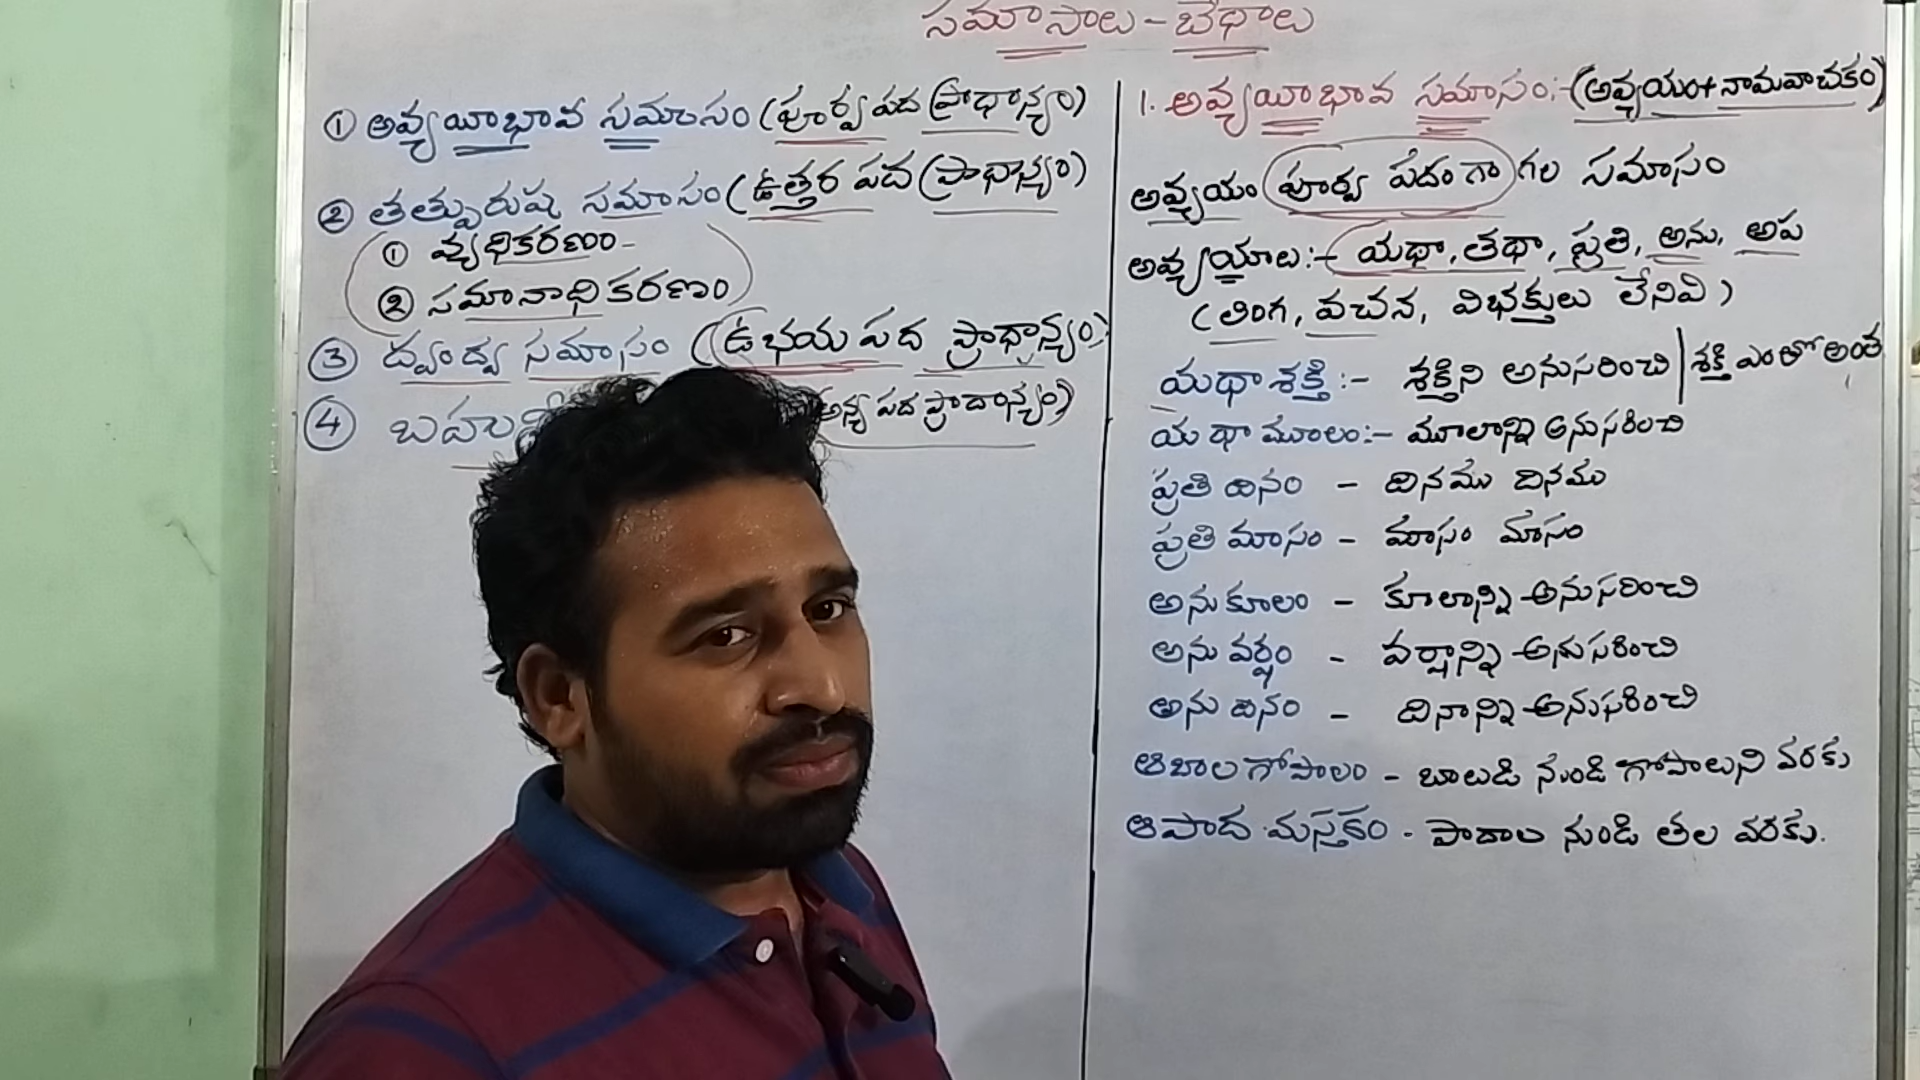 సమాసాలు - బేధాలు
① అవ్యయీభావ సమాసం (పూర్వ పద ప్రాధాన్యం)
② తత్పురుష సమాసం (ఉత్తర పద ప్రాధాన్యం)
① వ్యధికరణం -
② సమానాధికరణం
③ ద్వంద్వ సమాసం (ఉభయ పద ప్రాధాన్యం)
④ అన్య పద ప్రాదాన్యం)
1. అవ్యయీభావ సమాసం:- (అవ్యయం+నామవాచకం)
అవ్యయం పూర్వ పదంగా గల సమాసం
అవ్యయాలు:- యథా, తథా, ప్రతి, అను, అప
(లింగ, వచన, విభక్తులు లేనివి)
యథాశక్తి :- శక్తిని అనుసరించి | శక్తి ఎంతో అంత
యథా మూలం:- మూలాన్ని అనుసరించి
ప్రతి దినం - దినము దినము
ప్రతి మాసం - మాసం మాసం
అనుకూలం - కూలాన్ని అనుసరించి
అను వర్షం - వర్షాన్ని అనుసరించి
అను దినం - దినాన్ని అనుసరించి
ఆబాల గోపాలం - బాలుడి నుండి గోపాలుని వరకు
ఆపాద మస్తకం - పాదాల నుండి తల వరకు.